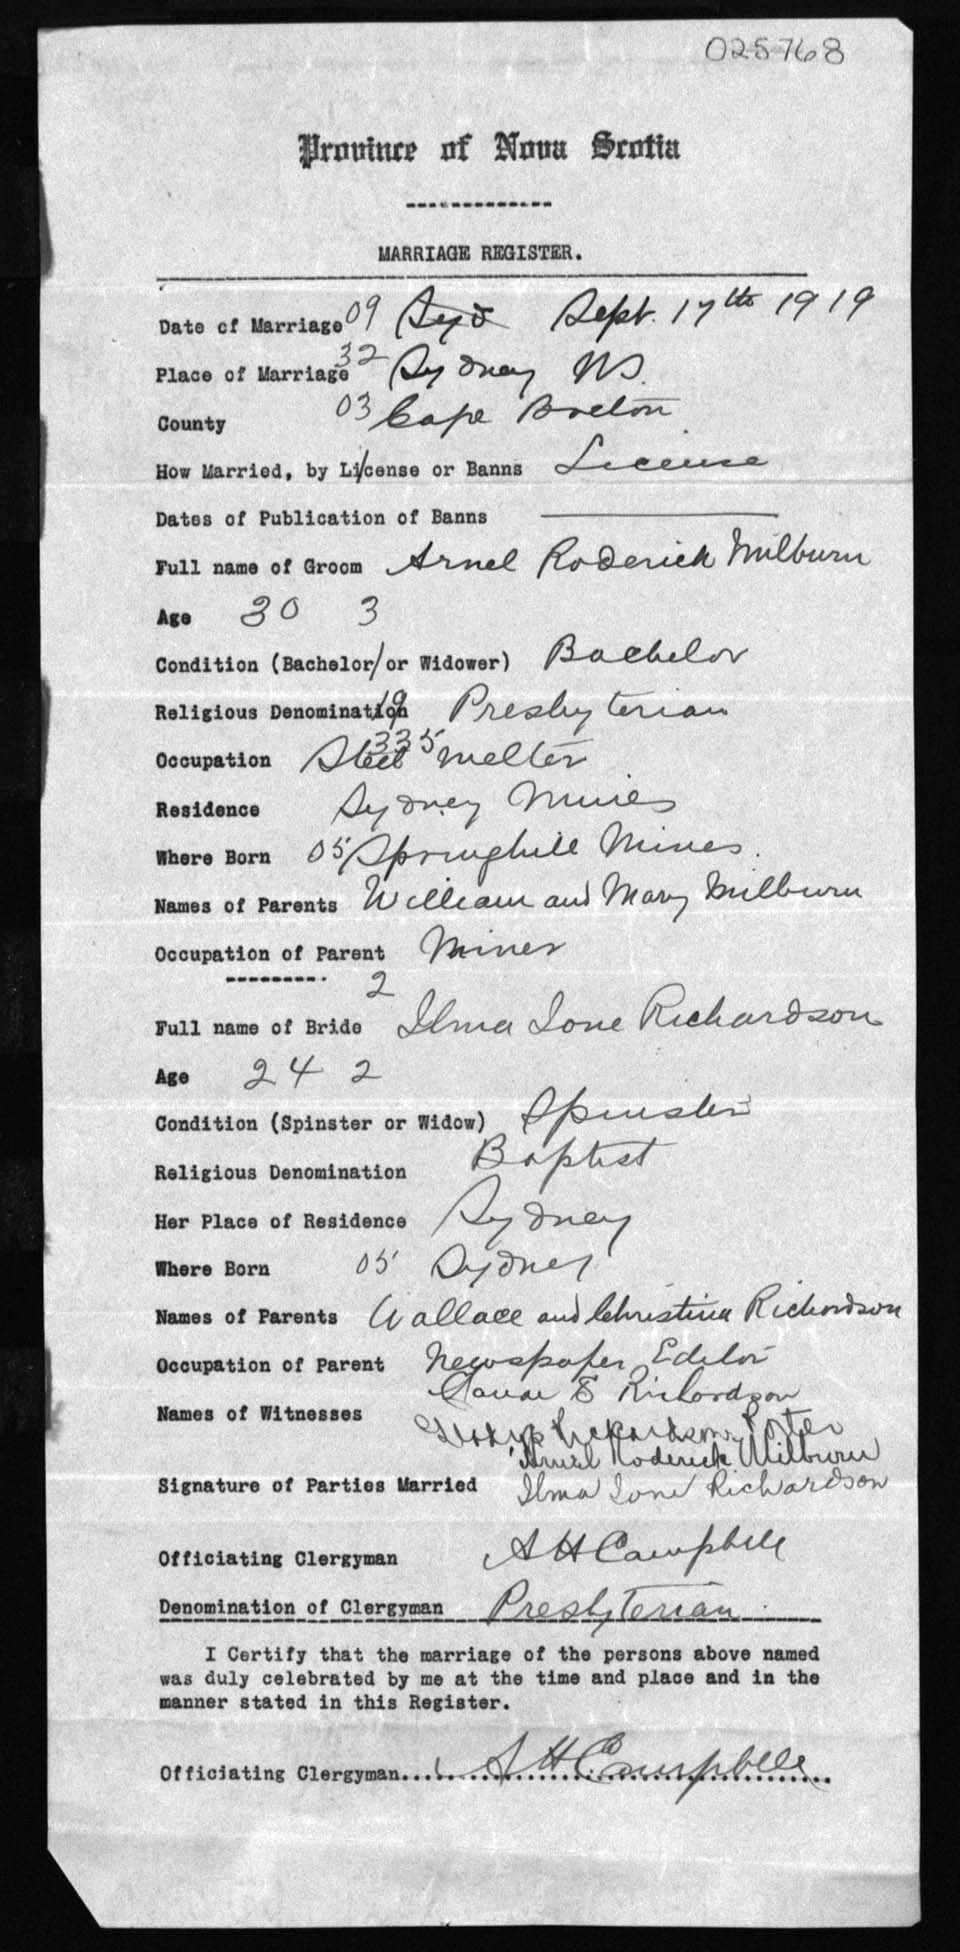 025768
Province of Nova Scotia
MARRIAGE REGISTER.
Date of Marriage 09 Syd Sept. 17th 1919
Place of Marriage 32 Sydney NS.
County 03 Cape Breton
How Married, by License or Banns License
Dates of Publication of Banns
Full name of Groom Arnel Roderick Milburn
Age 30 3
Condition (Bachelor/or Widower) Bachelor
Religious Denomination 19 Presbyterian
Occupation Steel 335 Melter
Residence Sydney Mines
Where Born 05 Springhill Mines.
Names of Parents William and Mary Milburn
Occupation of Parent Miner
2
Full name of Bride Ilma Ione Richardson
Age 24 2
Condition (Spinster or Widow) Spinster
Religious Denomination Baptist
Her Place of Residence Sydney
Where Born 05 Sydney
Names of Parents Wallace and Christina Richardson
Occupation of Parent Newspaper Editor
E Richardson
Names of Witnesses Gladys Richardson Porter
Arnel Roderick Milburn
Signature of Parties Married Ilma Ione Richardson
Officiating Clergyman A H Campbell
Denomination of Clergyman Presbyterian.
I Certify that the marriage of the persons above named
was duly celebrated by me at the time and place and in the
manner stated in this Register.
Officiating Clergyman.... A H Campbell